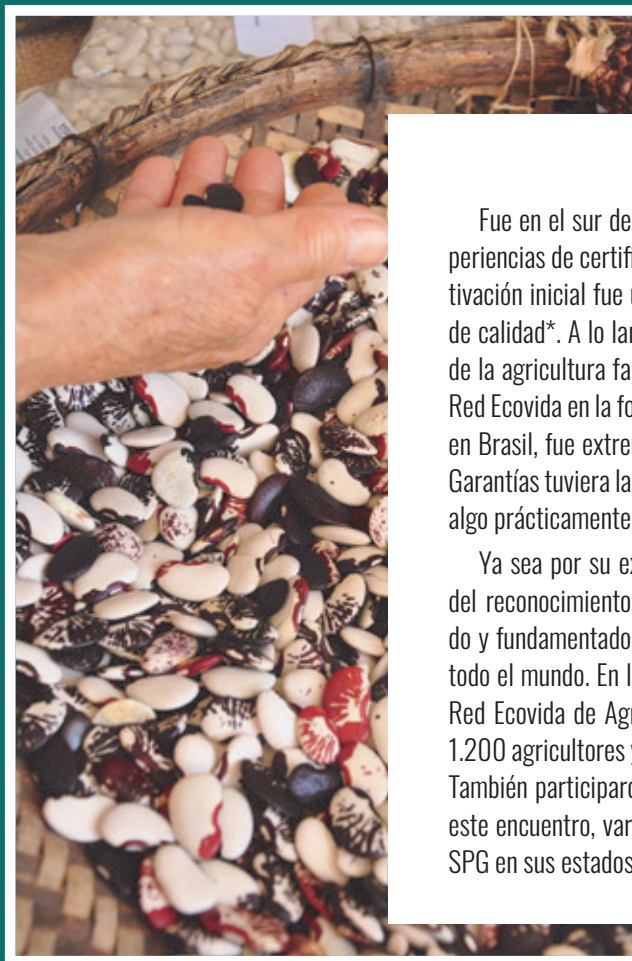 Fue en el sur de
periencias de certifi
tivación inicial fue u
de calidad*. A lo lar
de la agricultura fa
Red Ecovida en la fo
en Brasil, fue extre
Garantías tuviera la
algo prácticamente
Ya sea por su ex
del reconocimiento
do y fundamentado
todo el mundo. En l
Red Ecovida de Agr
1.200 agricultores y
También participaro
este encuentro, var
SPG en sus estados